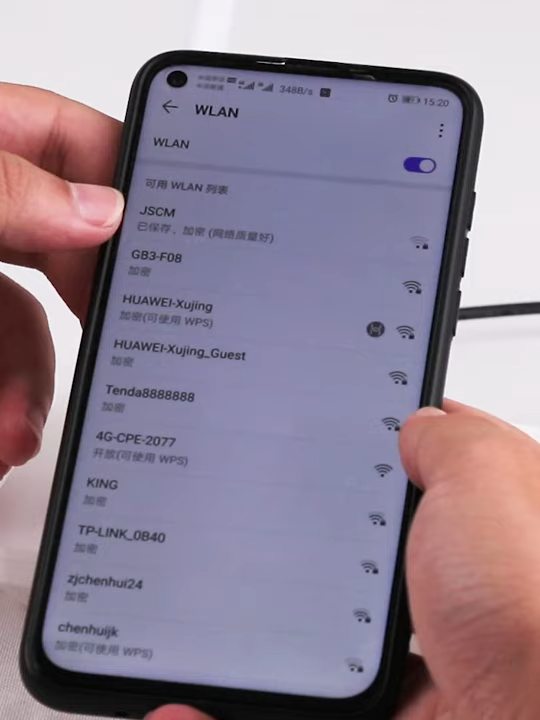 348B/s
15:20
WLAN
WLAN
可用 WLAN 列表
JSCM
已保存，加密 (网络质量好)
GB3-F08
加密
HUAWEI-Xujing
加密(可使用 WPS)
HUAWEI-Xujing_Guest
加密
Tenda8888888
加密
4G-CPE-2077
开放(可使用 WPS)
KING
加密
TP-LINK_0B40
加密
zjchenhui24
加密
chenhuijk
加密(可使用 WPS)